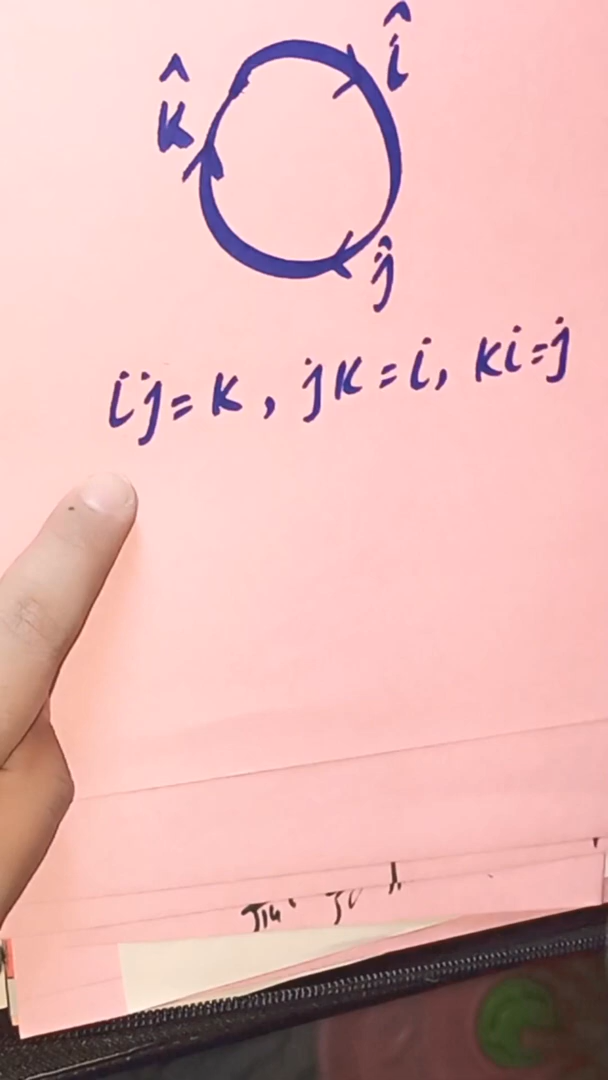 î
k̂
ĵ
ij=k, jk=i, ki=j